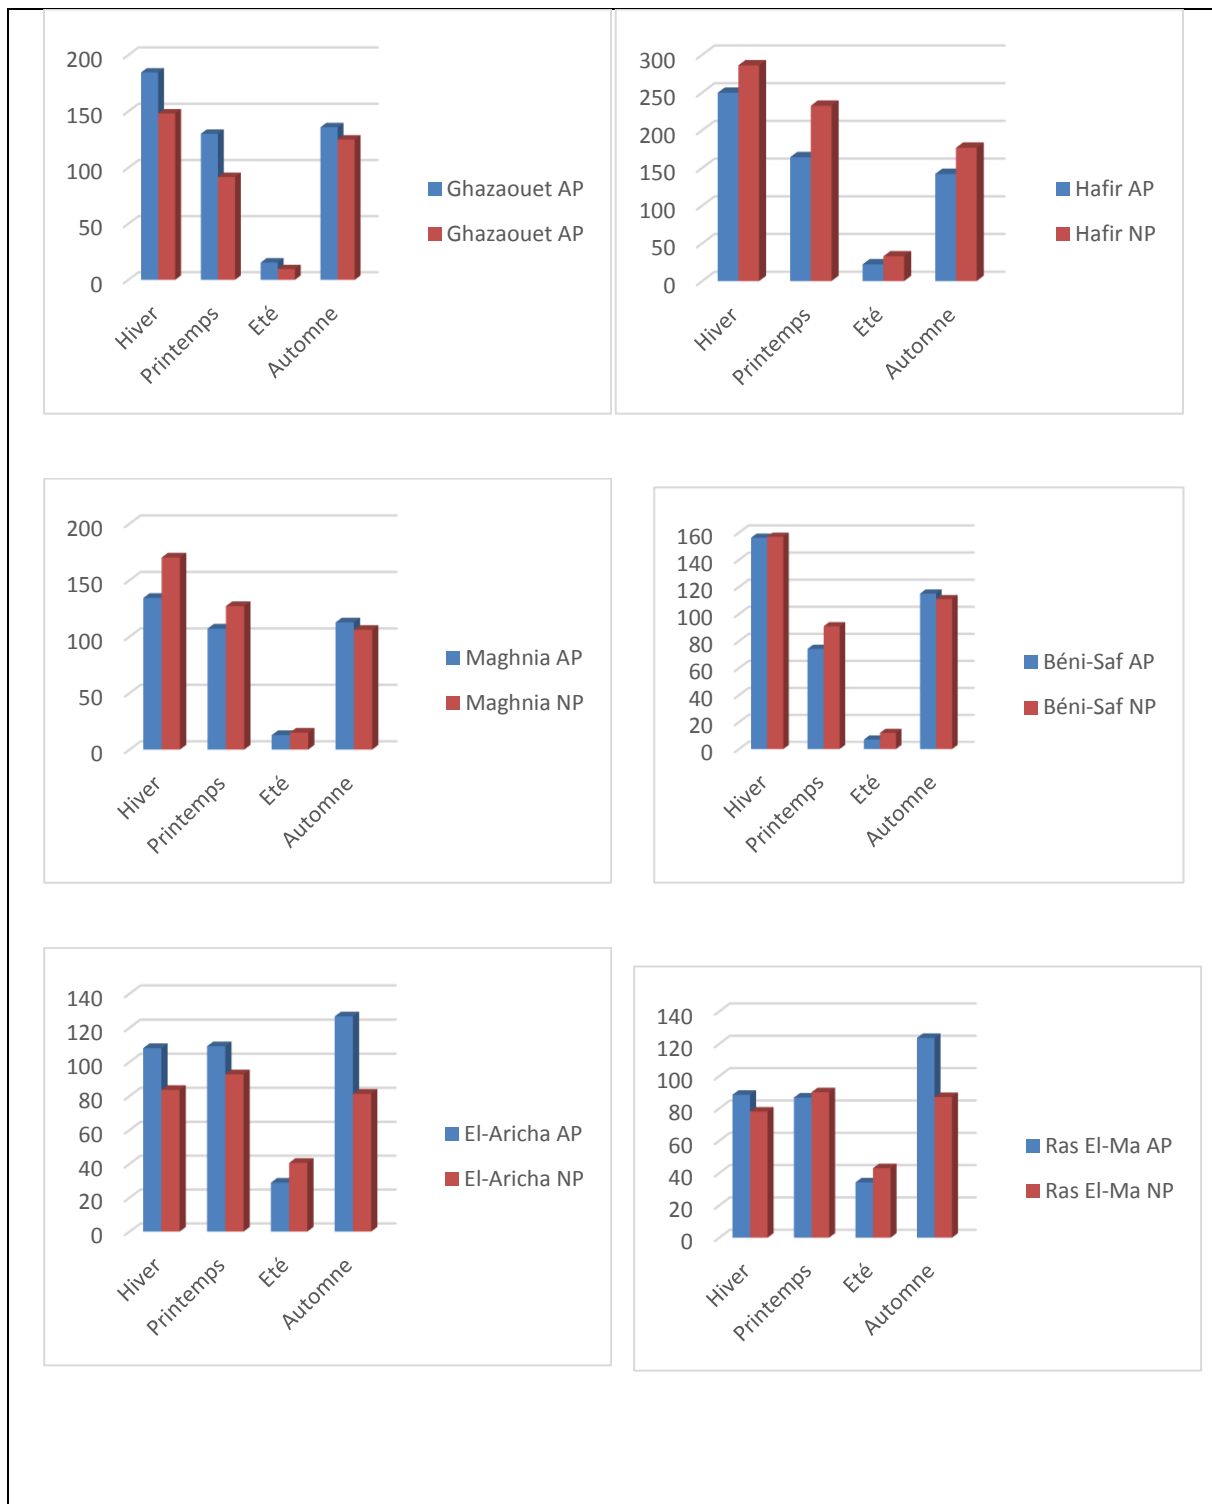 200
150
100
50
0
Hiver
Printemps
Eté
Automne
Ghazaouet AP
Ghazaouet AP
300
250
200
150
100
50
0
Hiver
Printemps
Eté
Automne
Hafir AP
Hafir NP
200
150
100
50
0
Hiver
Printemps
Eté
Automne
Maghnia AP
Maghnia NP
160
140
120
100
80
60
40
20
0
Hiver
Printemps
Eté
Automne
Béni-Saf AP
Béni-Saf NP
140
120
100
80
60
40
20
0
Hiver
Printemps
Eté
Automne
El-Aricha AP
El-Aricha NP
140
120
100
80
60
40
20
0
Hiver
Printemps
Eté
Automne
Ras El-Ma AP
Ras El-Ma NP